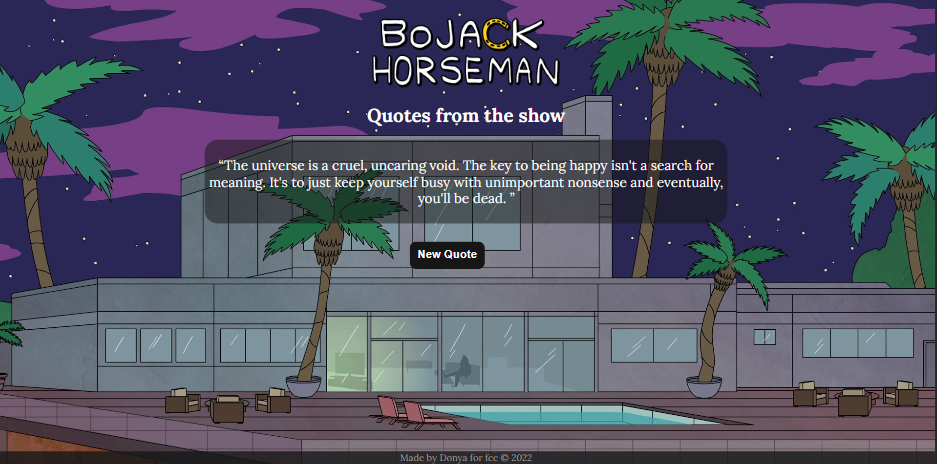 BOJACK
HORSEMAN
Quotes from the show
“The universe is a cruel, uncaring void. The key to being happy isn't a search for
meaning. It's to just keep yourself busy with unimportant nonsense and eventually,
you'll be dead. ”
New Quote
Made by Donya for fcc © 2022